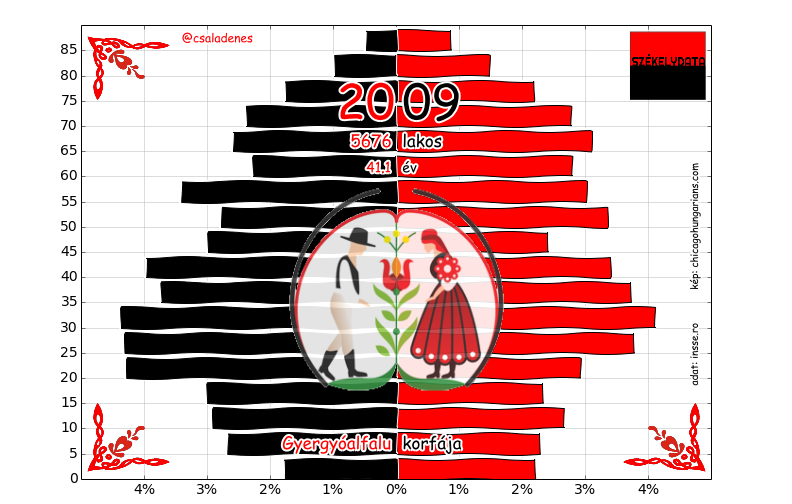 @csaladenes
SZÉKELYDATA
2009
5676 lakos
41,1 év
kép: chicagohungarians.com
adat: insse.ro
Gyergyóalfalu korfája
85
80
75
70
65
60
55
50
45
40
35
30
25
20
15
10
5
0
4% 3% 2% 1% 0% 1% 2% 3% 4%